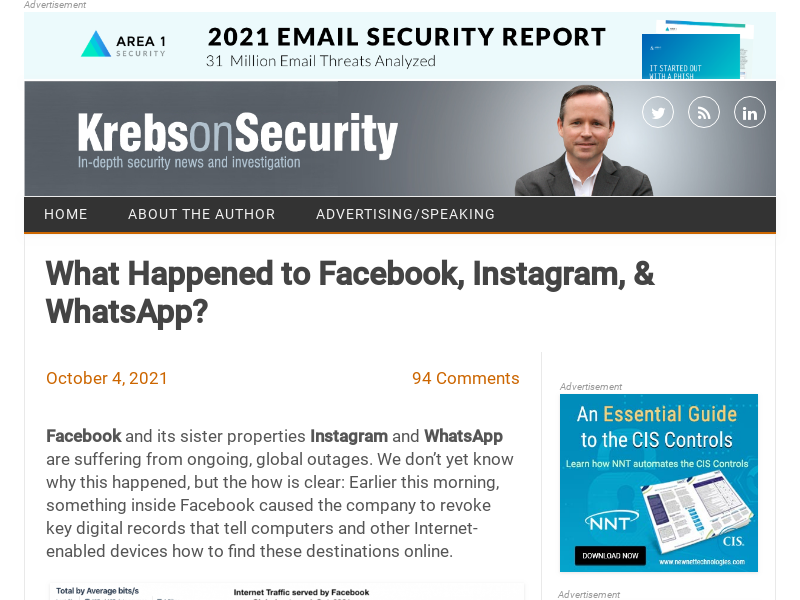 Advertisement
AREA 1
SECURITY
2021 EMAIL SECURITY REPORT
31 Million Email Threats Analyzed
IT STARTED OUT
WITH A PHISH
KrebsonSecurity
In-depth security news and investigation
HOME ABOUT THE AUTHOR ADVERTISING/SPEAKING
What Happened to Facebook, Instagram, &
WhatsApp?
October 4, 2021 94 Comments
Facebook and its sister properties Instagram and WhatsApp
are suffering from ongoing, global outages. We don’t yet know
why this happened, but the how is clear: Earlier this morning,
something inside Facebook caused the company to revoke
key digital records that tell computers and other Internet-
enabled devices how to find these destinations online.
Total by Average bits/s
Internet Traffic served by Facebook
Advertisement
An Essential Guide
to the CIS Controls
Learn how NNT automates the CIS Controls
NNT
CIS.
DOWNLOAD NOW
www.newnettechnologies.com
Advertisement